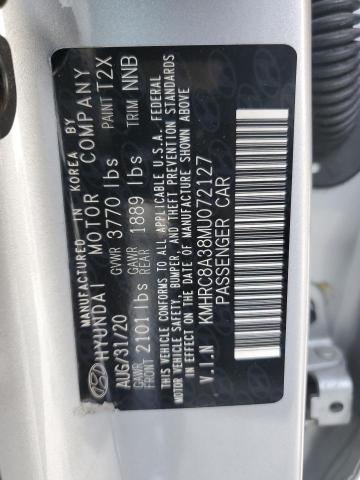 MANUFACTURED IN KOREA BY
HYUNDAI MOTOR COMPANY
AUG/31/20 GVWR 3770 lbs PAINT T2X
GAWR FRONT 2101 lbs GAWR REAR 1889 lbs TRIM NNB
THIS VEHICLE CONFORMS TO ALL APPLICABLE U.S.A. FEDERAL
MOTOR VEHICLE SAFETY, BUMPER, AND THEFT PREVENTION STANDARDS
IN EFFECT ON THE DATE OF MANUFACTURE SHOWN ABOVE.
V.I.N KMHRC8A38MU072127
PASSENGER CAR